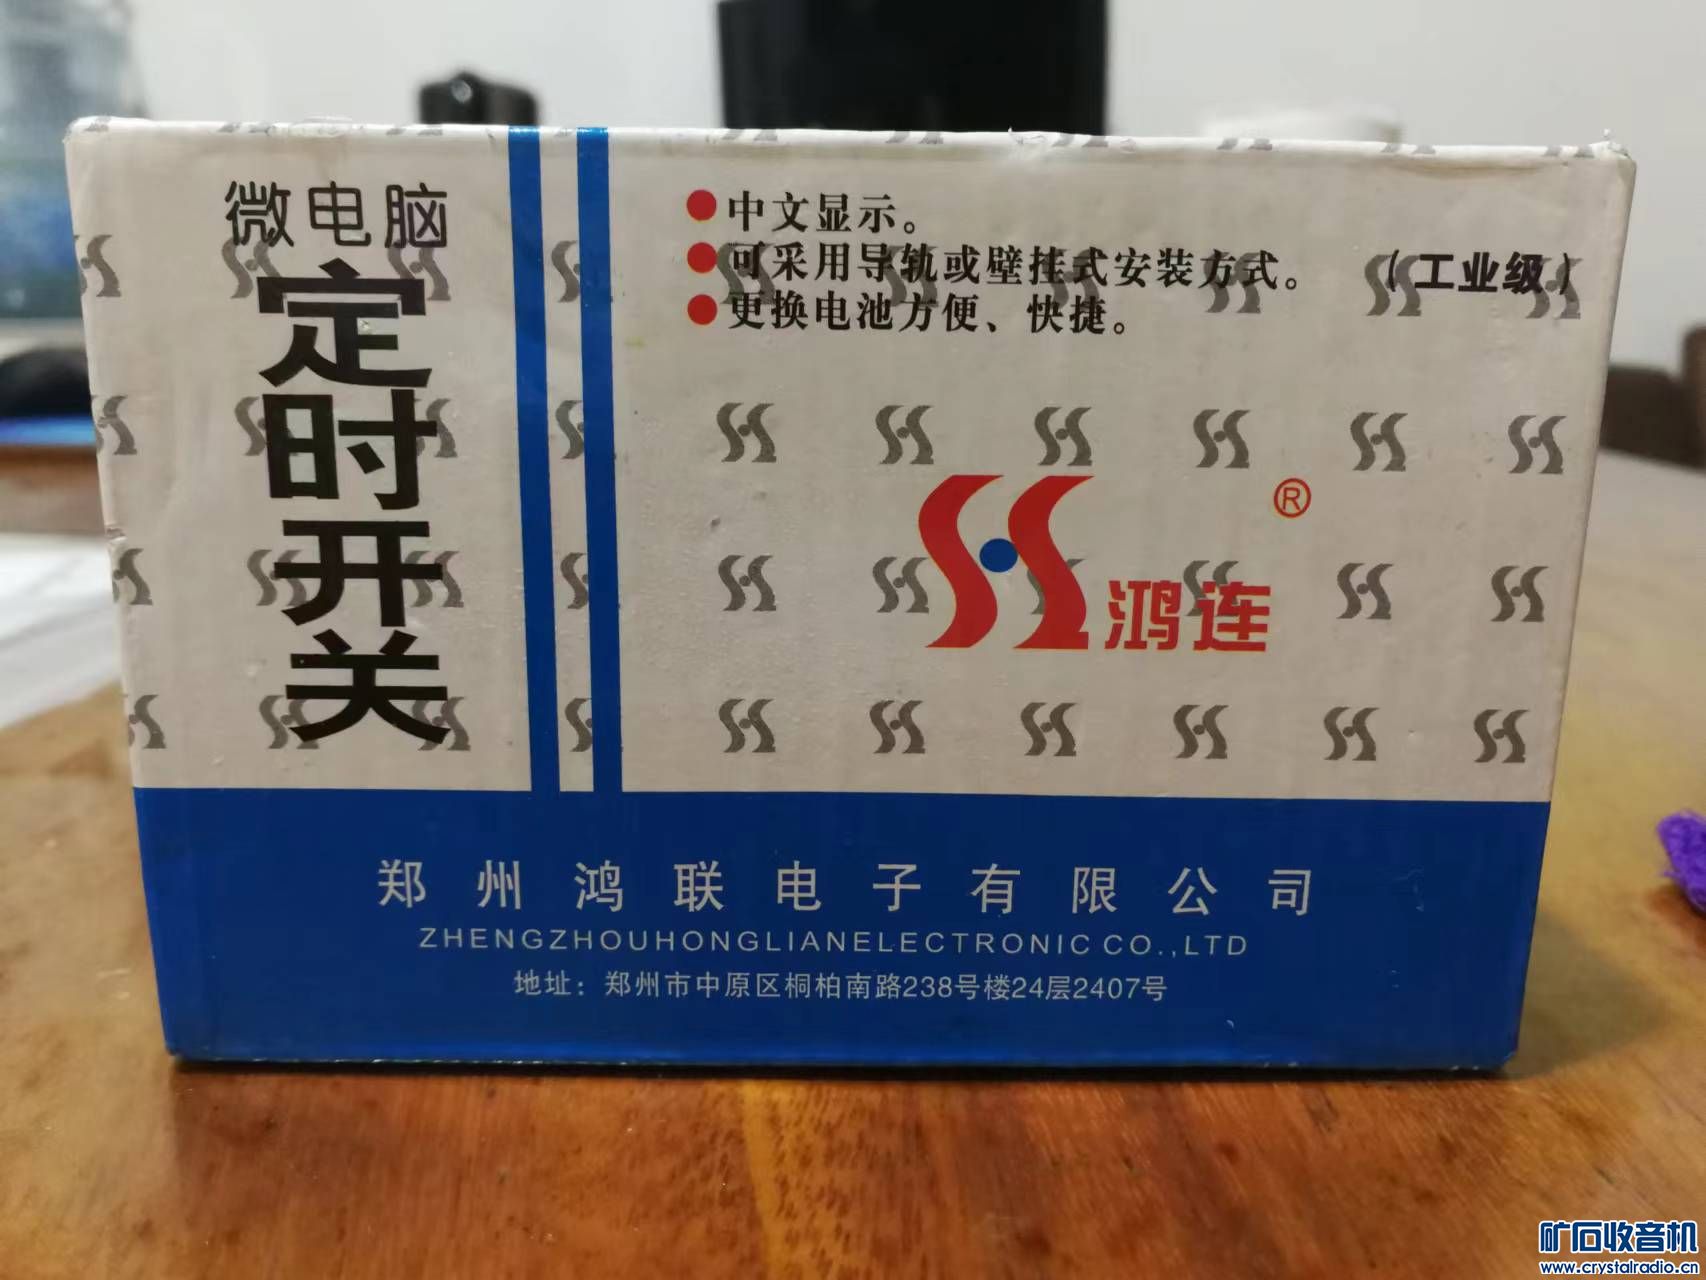 微电脑
定时开关
●中文显示。
●可采用导轨或壁挂式安装方式。（工业级）
●更换电池方便、快捷。
®
鸿连
郑州鸿联电子有限公司
ZHENGZHOUHONGLIANELECTRONIC CO.,LTD
地址：郑州市中原区桐柏南路238号楼24层2407号
矿石收音机
www.crystalradio.cn